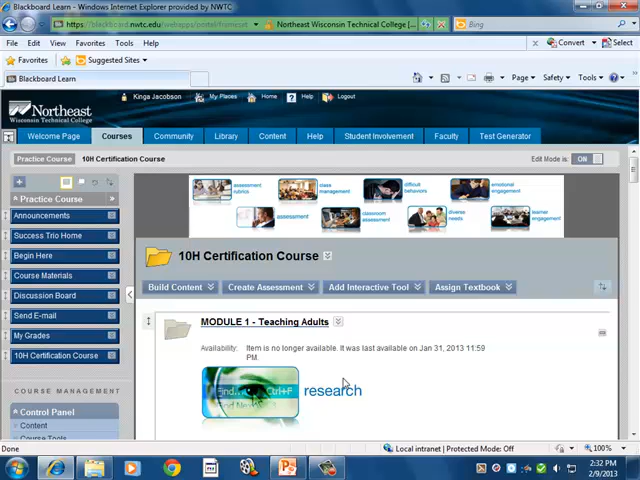 Blackboard Learn - Windows Internet Explorer provided by NWTC
Northeast Wisconsin Technical College [...
Bing
File Edit View Favorites Tools Help
Convert Select
Favorites Suggested Sites
Blackboard Learn
Page Safety Tools
Kinga Jacobson My Places Home Help Logout
Northeast
Wisconsin Technical College
Welcome Page Courses Community Library Content Help Student Involvement Faculty Test Generator
Practice Course 10H Certification Course Edit Mode is: ON
Practice Course
Announcements
Success Trio Home
Begin Here
Course Materials
Discussion Board
Send E-mail
My Grades
10H Certification Course
COURSE MANAGEMENT
Control Panel
Content
Course Tools
assessment rubrics
class management
difficult behaviors
emotional engagement
assessment
classroom assessment
diverse needs
learner engagement
10H Certification Course
Build Content Create Assessment Add Interactive Tool Assign Textbook
MODULE 1 - Teaching Adults
Availability: Item is no longer available. It was last available on Jan 31, 2013 11:59
PM.
Find... Ctrl+F
research
Done Local intranet | Protected Mode: Off 100%
2:32 PM
2/9/2013